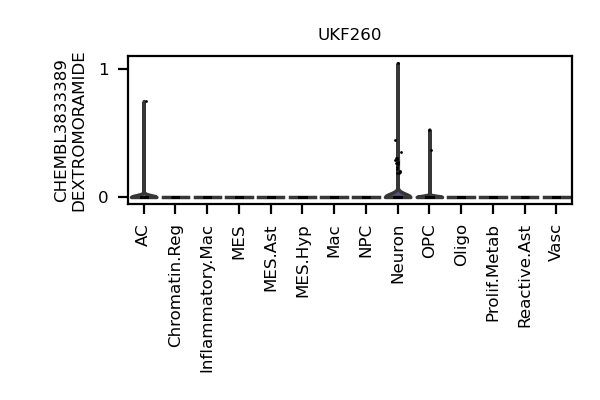 UKF260
CHEMBL3833389
DEXTROMORAMIDE
1
0
AC
Chromatin.Reg
Inflammatory.Mac
MES
MES.Ast
MES.Hyp
Mac
NPC
Neuron
OPC
Oligo
Prolif.Metab
Reactive.Ast
Vasc